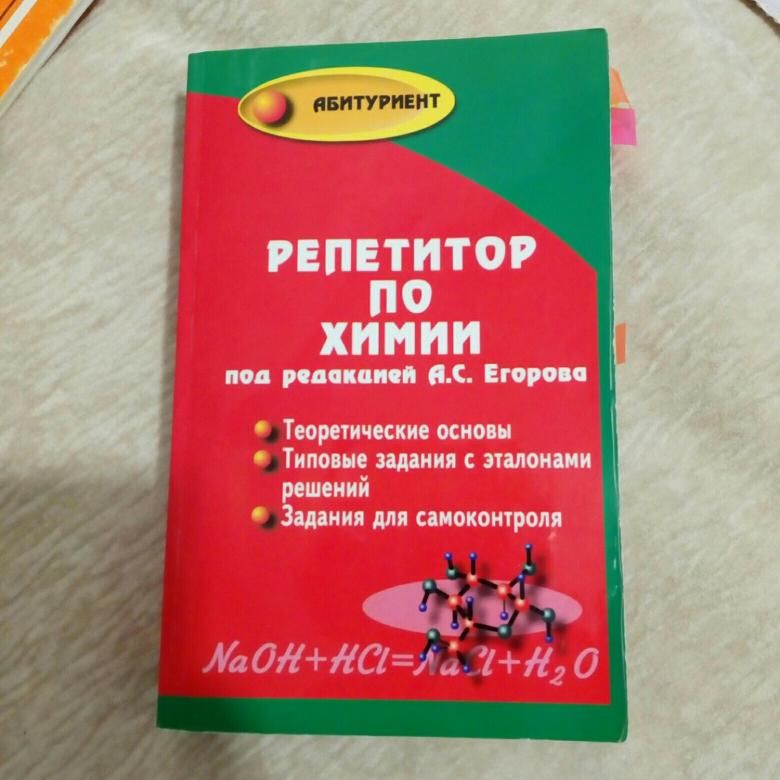 АБИТУРИЕНТ
РЕПЕТИТОР
ПО
ХИМИИ
под редакцией А.С. Егорова
Теоретические основы
Типовые задания с эталонами
решений
Задания для самоконтроля
NaOH+HCl=NaCl+H₂O